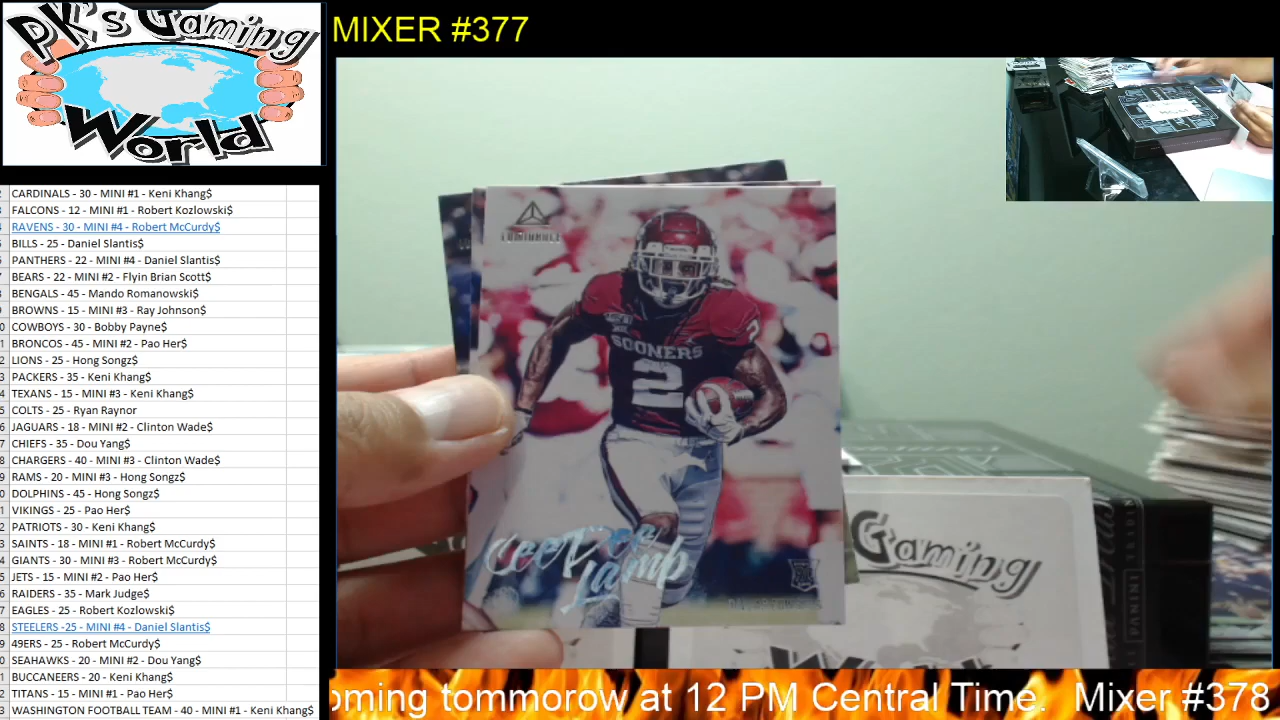 PK's Gaming
World
MIXER #377
CARDINALS - 30 - MINI #1 - Keni Khang$
FALCONS - 12 - MINI #1 - Robert Kozlowski$
RAVENS - 30 - MINI #4 - Robert McCurdy$
BILLS - 25 - Daniel Slantis$
PANTHERS - 22 - MINI #4 - Daniel Slantis$
BEARS - 22 - MINI #2 - Flyin Brian Scott$
BENGALS - 45 - Mando Romanowski$
BROWNS - 15 - MINI #3 - Ray Johnson$
COWBOYS - 30 - Bobby Payne$
BRONCOS - 45 - MINI #2 - Pao Her$
LIONS - 25 - Hong Songz$
PACKERS - 35 - Keni Khang$
TEXANS - 15 - MINI #3 - Keni Khang$
COLTS - 25 - Ryan Raynor
JAGUARS - 18 - MINI #2 - Clinton Wade$
CHIEFS - 35 - Dou Yang$
CHARGERS - 40 - MINI #3 - Clinton Wade$
RAMS - 20 - MINI #3 - Hong Songz$
DOLPHINS - 45 - Hong Songz$
VIKINGS - 25 - Pao Her$
PATRIOTS - 30 - Keni Khang$
SAINTS - 18 - MINI #1 - Robert McCurdy$
GIANTS - 30 - MINI #3 - Robert McCurdy$
JETS - 15 - MINI #2 - Pao Her$
RAIDERS - 35 - Mark Judge$
EAGLES - 25 - Robert Kozlowski$
STEELERS -25 - MINI #4 - Daniel Slantis$
49ERS - 25 - Robert McCurdy$
SEAHAWKS - 20 - MINI #2 - Dou Yang$
BUCCANEERS - 20 - Keni Khang$
TITANS - 15 - MINI #1 - Pao Her$
WASHINGTON FOOTBALL TEAM - 40 - MINI #1 - Keni Khang$
LUMINANCE
SOONERS
2
CeeDee
Lamb
Gaming
World
PANINI
oming tommorow at 12 PM Central Time. Mixer #378